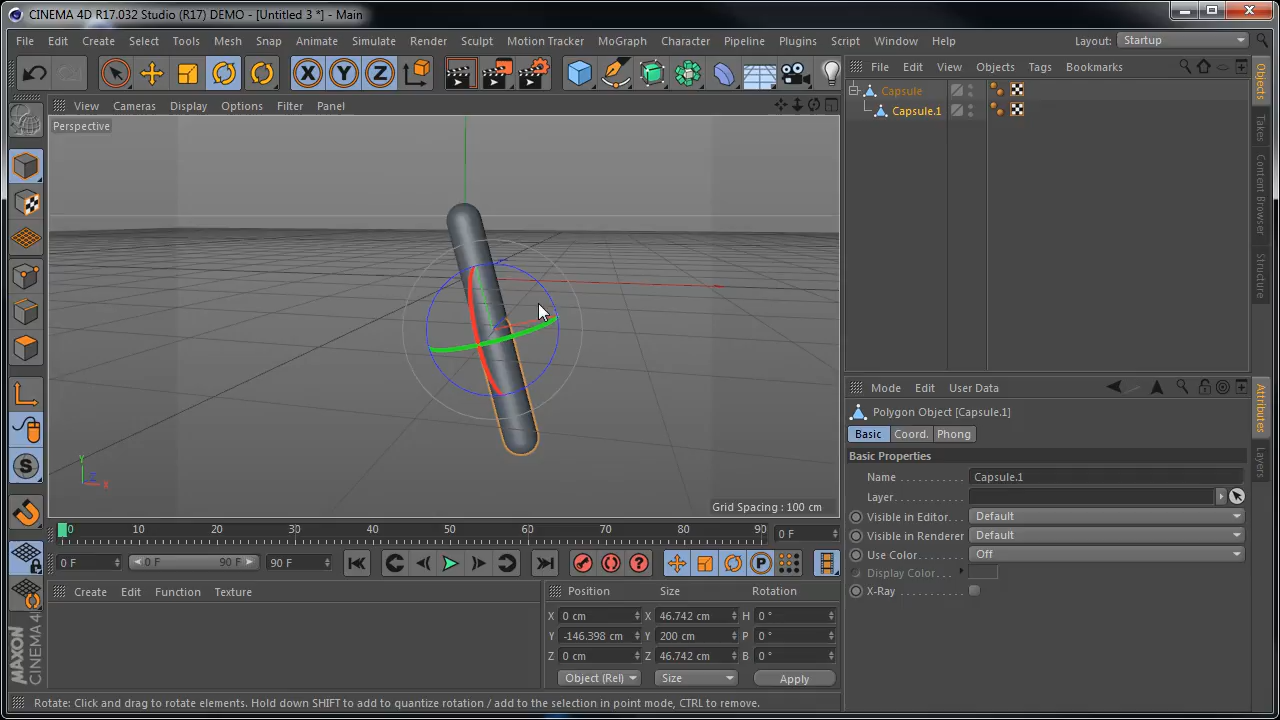 CINEMA 4D R17.032 Studio (R17) DEMO - [Untitled 3 *] - Main
File Edit Create Select Tools Mesh Snap Animate Simulate Render Sculpt Motion Tracker MoGraph Character Pipeline Plugins Script Window Help Layout: Startup
X Y Z
File Edit View Objects Tags Bookmarks
View Cameras Display Options Filter Panel
Perspective
Capsule
Capsule.1
Objects
Takes
Content Browser
Structure
Y
Z
X
Grid Spacing : 100 cm
Mode Edit User Data
Polygon Object [Capsule.1]
Basic Coord. Phong
Basic Properties
Name Capsule.1
Layer
Visible in Editor Default
Visible in Renderer Default
Use Color Off
Display Color
X-Ray
Attributes
Layers
S
0 10 20 30 40 50 60 70 80 90 0 F
0 F 0 F 90 F 90 F
P
Create Edit Function Texture
Position Size Rotation
X 0 cm X 46.742 cm H 0 °
Y -146.398 cm Y 200 cm P 0 °
Z 0 cm Z 46.742 cm B 0 °
Object (Rel) Size Apply
MAXON
CINEMA 4D
Rotate: Click and drag to rotate elements. Hold down SHIFT to add to quantize rotation / add to the selection in point mode, CTRL to remove.